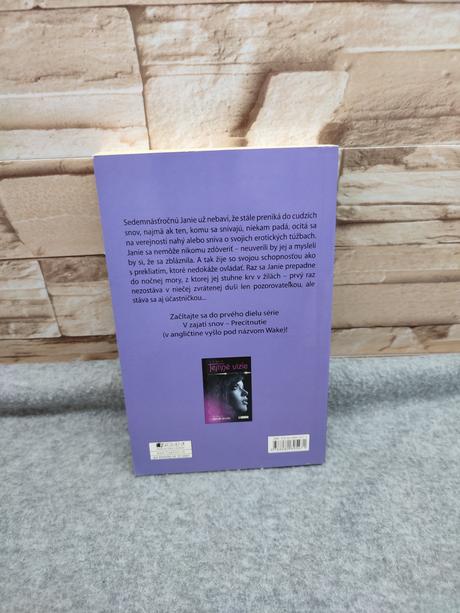 Sedemnásťročnú Janie už nebaví, že stále preniká do cudzích
snov, najmä ak ten, komu sa snívajú, niekam padá, ocitá sa
na verejnosti nahý alebo sníva o svojich erotických túžbach.
Janie sa nemôže nikomu zdôveriť – neuverili by jej a mysleli
by si, že sa zbláznila. A tak žije so svojou schopnosťou ako
s prekliatím, ktoré nedokáže ovládať. Raz sa Janie prepadne
do nočnej mory, z ktorej jej stuhne krv v žilách – prvý raz
nezostáva v niečej zvrátenej duši len pozorovateľkou, ale
stáva sa aj účastníčkou...
Začítajte sa do prvého dielu série
V zajatí snov – Precitnutie
(v angličtine vyšlo pod názvom Wake)!
Temné vízie